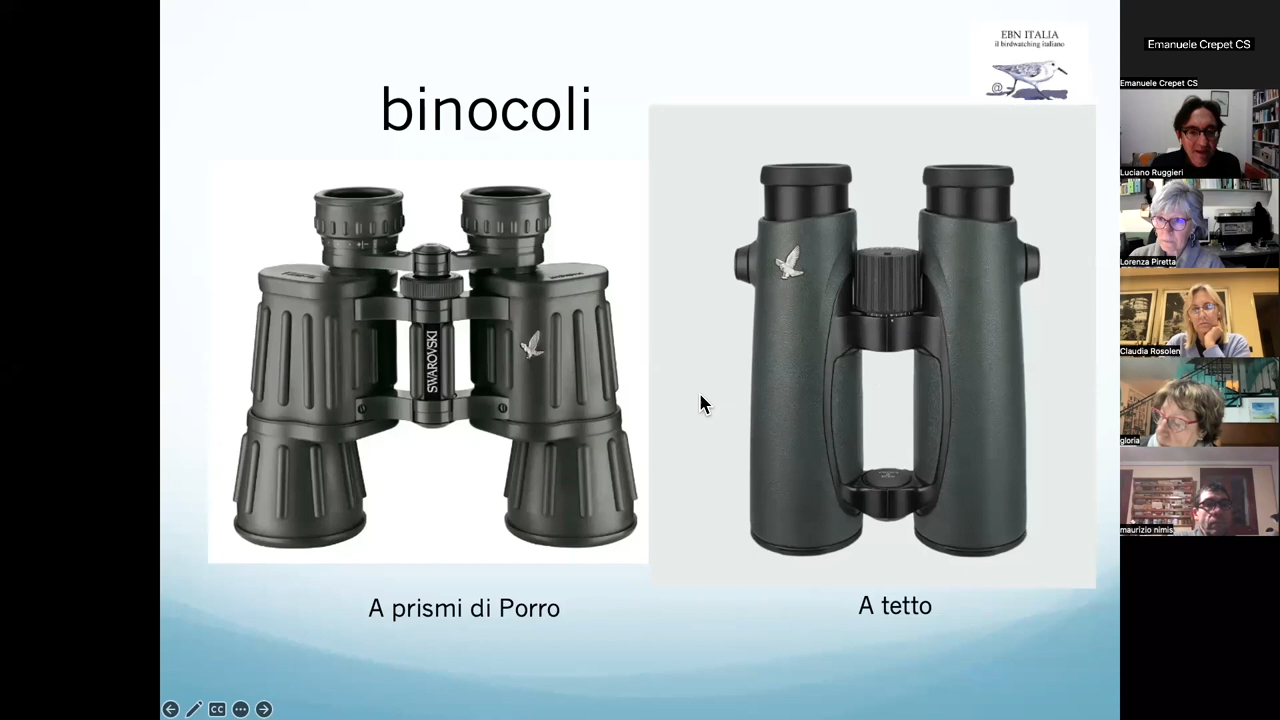 EBN ITALIA
il birdwatching italiano
@
binocoli
SWAROVSKI
A prismi di Porro
A tetto
CC
Emanuele Crepet CS
Emanuele Crepet CS
Luciano Ruggieri
Lorenza Piretta
Claudia Rosolen
gloria
maurizio nimis